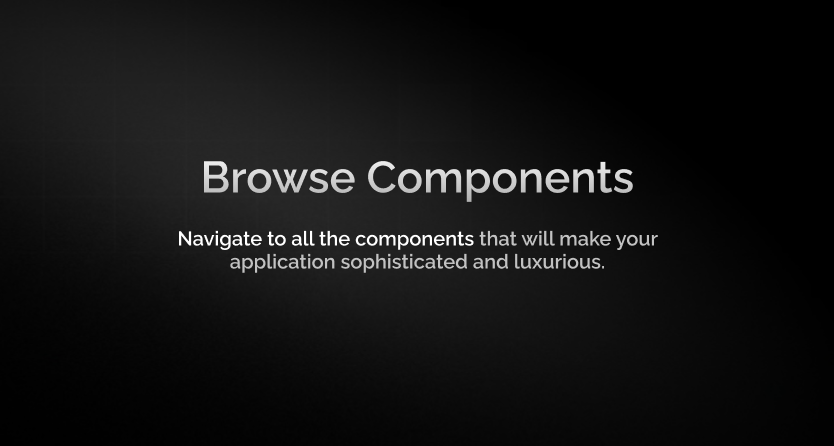 Browse Components
Navigate to all the components that will make your
application sophisticated and luxurious.